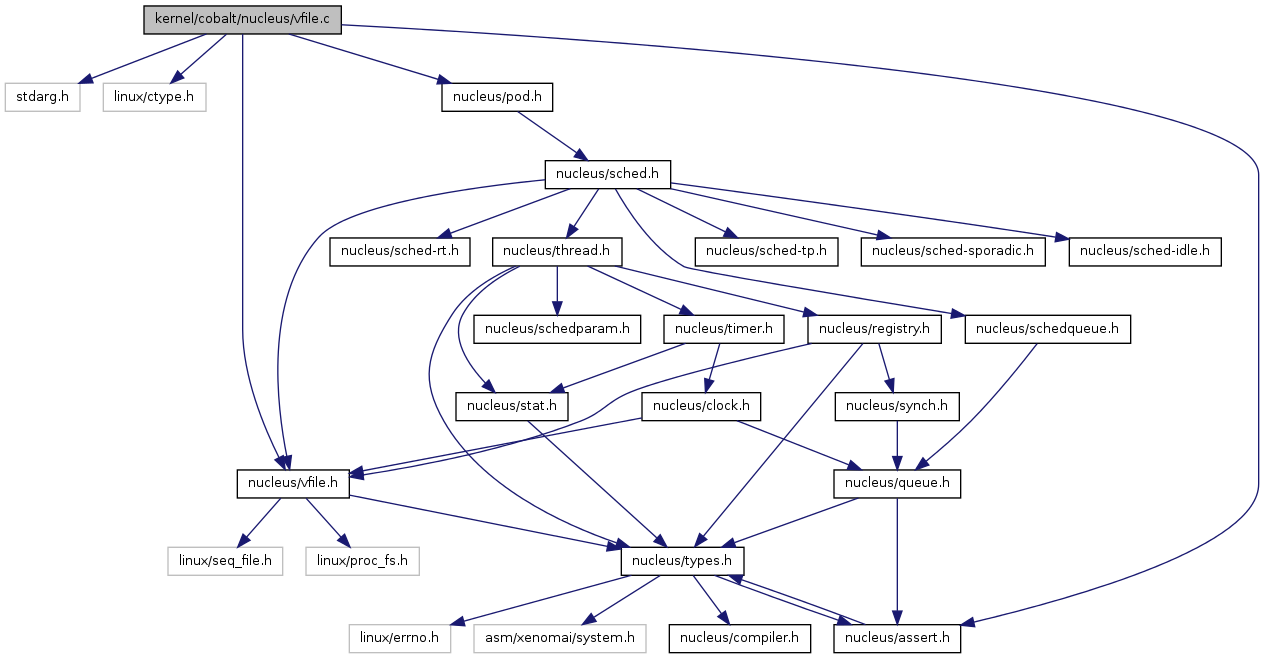 kernel/cobalt/nucleus/vfile.c
stdarg.h
linux/ctype.h
nucleus/pod.h
nucleus/sched.h
nucleus/sched-rt.h
nucleus/thread.h
nucleus/sched-tp.h
nucleus/sched-sporadic.h
nucleus/sched-idle.h
nucleus/schedparam.h
nucleus/timer.h
nucleus/registry.h
nucleus/schedqueue.h
nucleus/stat.h
nucleus/clock.h
nucleus/synch.h
nucleus/vfile.h
nucleus/queue.h
linux/seq_file.h
linux/proc_fs.h
nucleus/types.h
linux/errno.h
asm/xenomai/system.h
nucleus/compiler.h
nucleus/assert.h